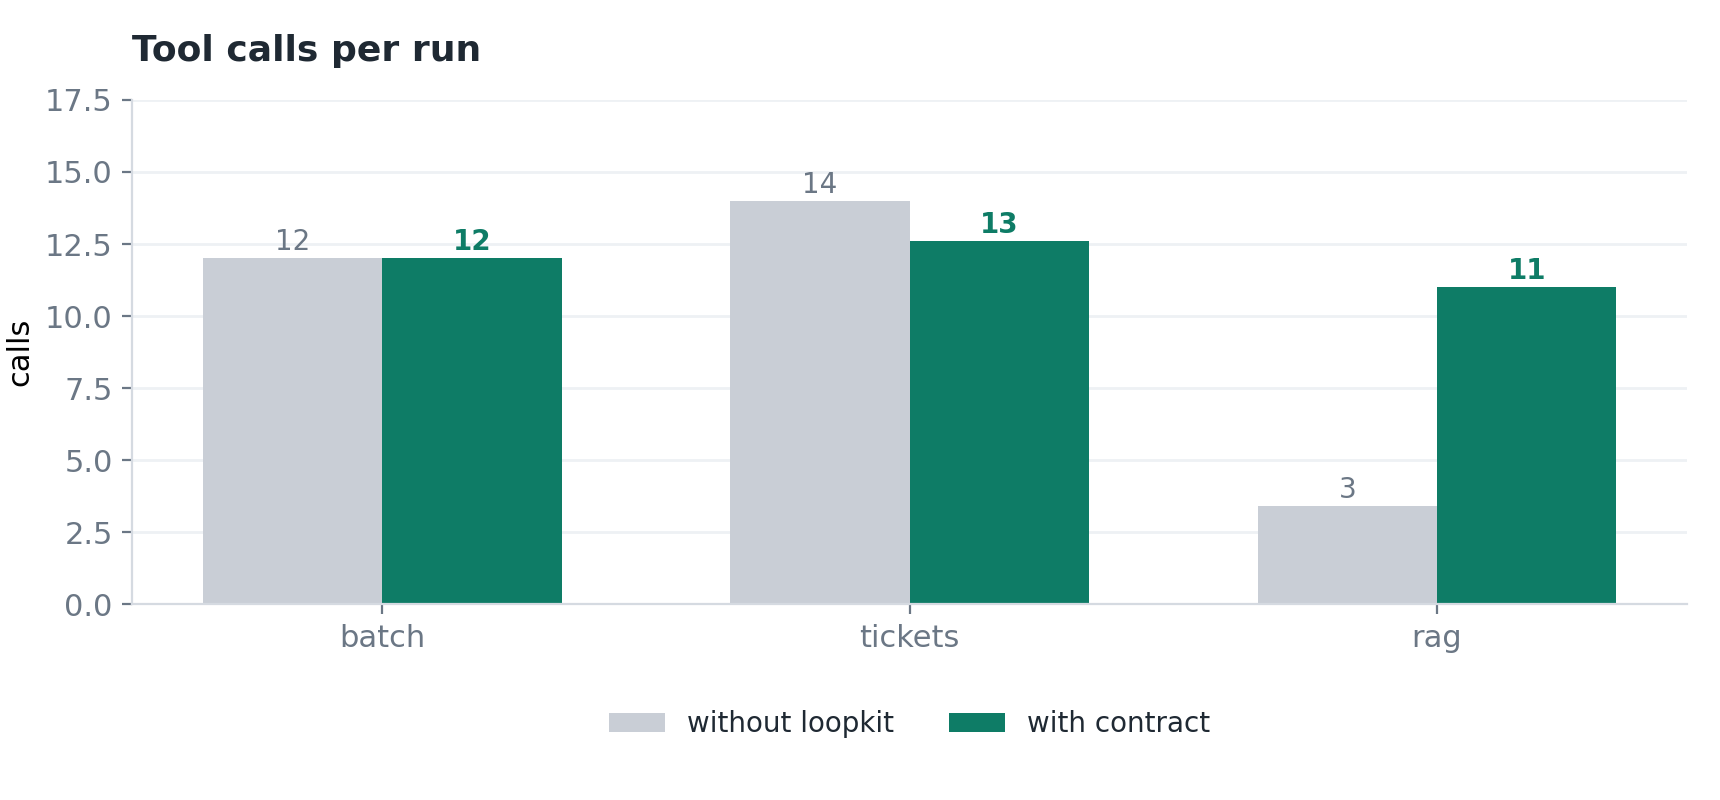 Tool calls per run
17.5
15.0
12.5
10.0
7.5
5.0
2.5
0.0
calls
12
12
14
13
3
11
batch
tickets
rag
without loopkit
with contract